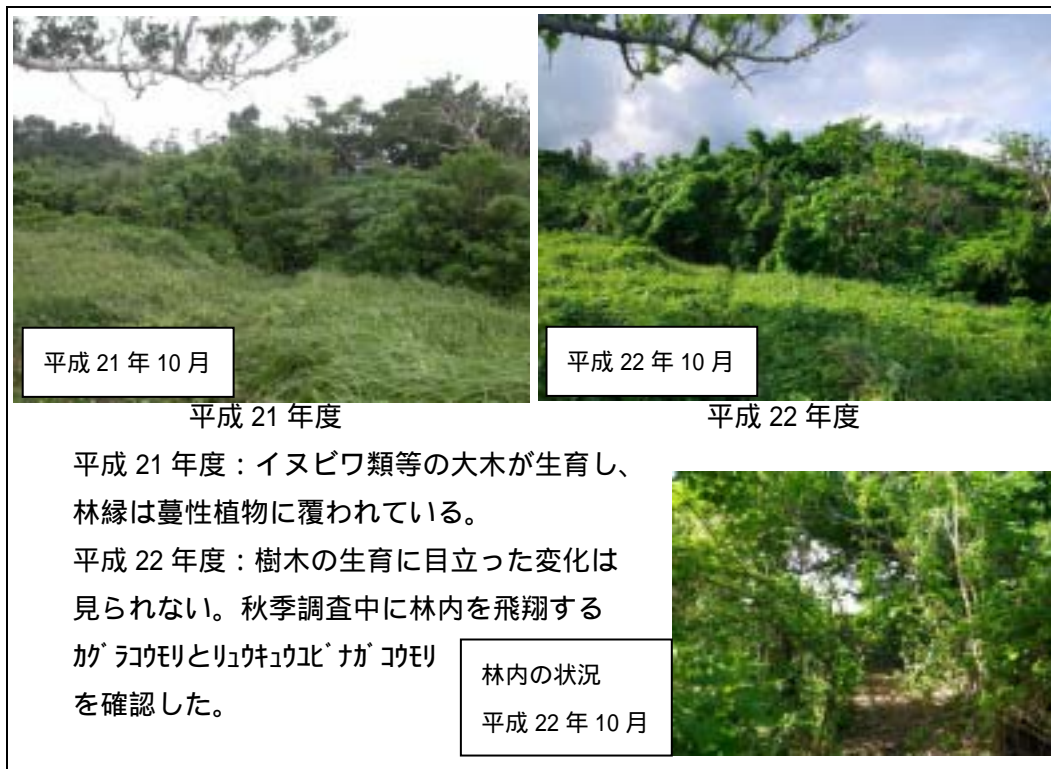 平成 21 年 10 月
平成 22 年 10 月
平成 21 年度
平成 22 年度
平成 21 年度：イヌビワ類等の大木が生育し、
林縁は蔓性植物に覆われている。
平成 22 年度：樹木の生育に目立った変化は
見られない。秋季調査中に林内を飛翔する
ｶｸﾞﾗｺｳﾓﾘとﾘｭｳｷｭｳﾕﾋﾞﾅｶﾞｺｳﾓﾘ
を確認した。
林内の状況
平成 22 年 10 月